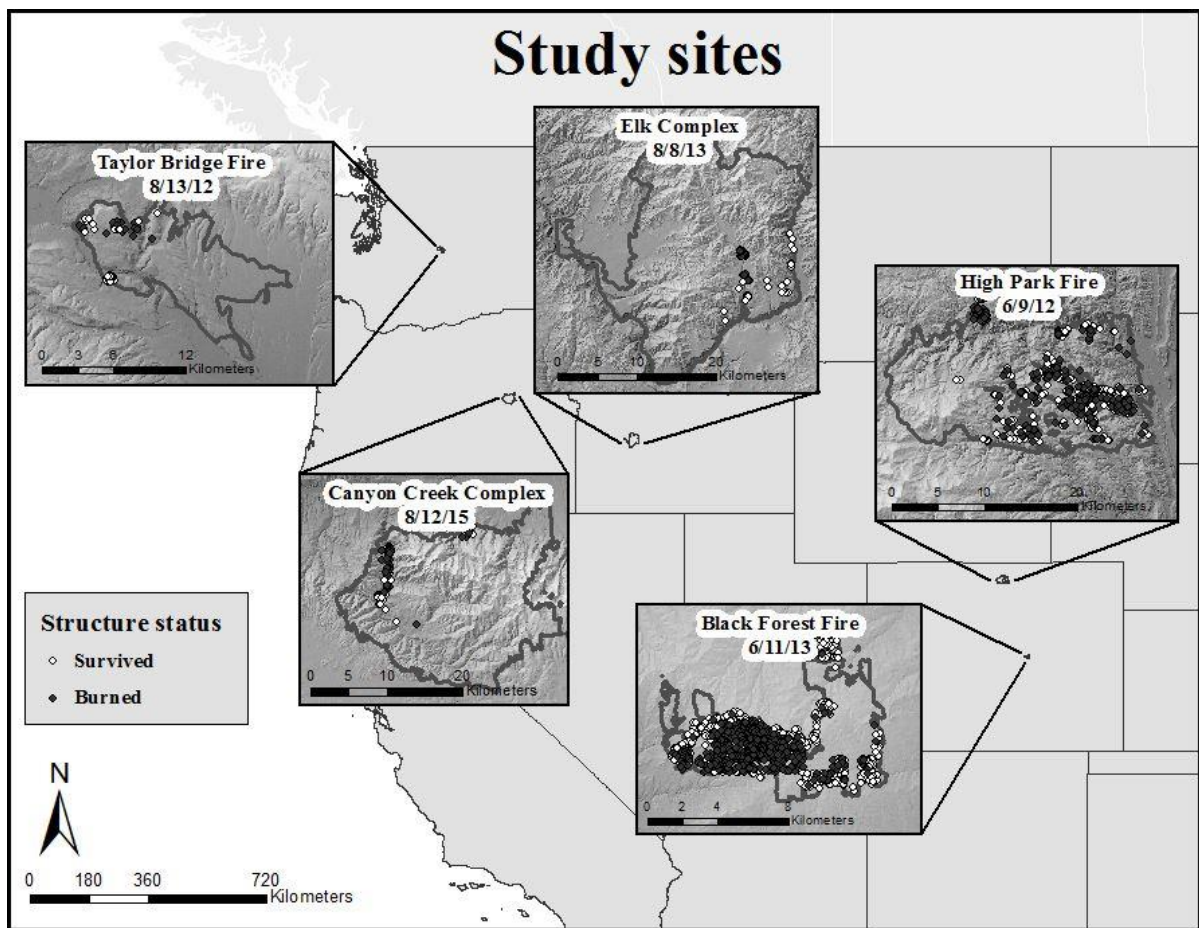 Study sites
Taylor Bridge Fire
8/13/12
0 3 6 12
Kilometers
Elk Complex
8/8/13
0 5 10 20
Kilometers
High Park Fire
6/9/12
0 5 10 20
Kilometers
Canyon Creek Complex
8/12/15
0 5 10 20
Kilometers
Black Forest Fire
6/11/13
0 2 4 8
Kilometers
Structure status
Survived
Burned
N
0 180 360 720
Kilometers